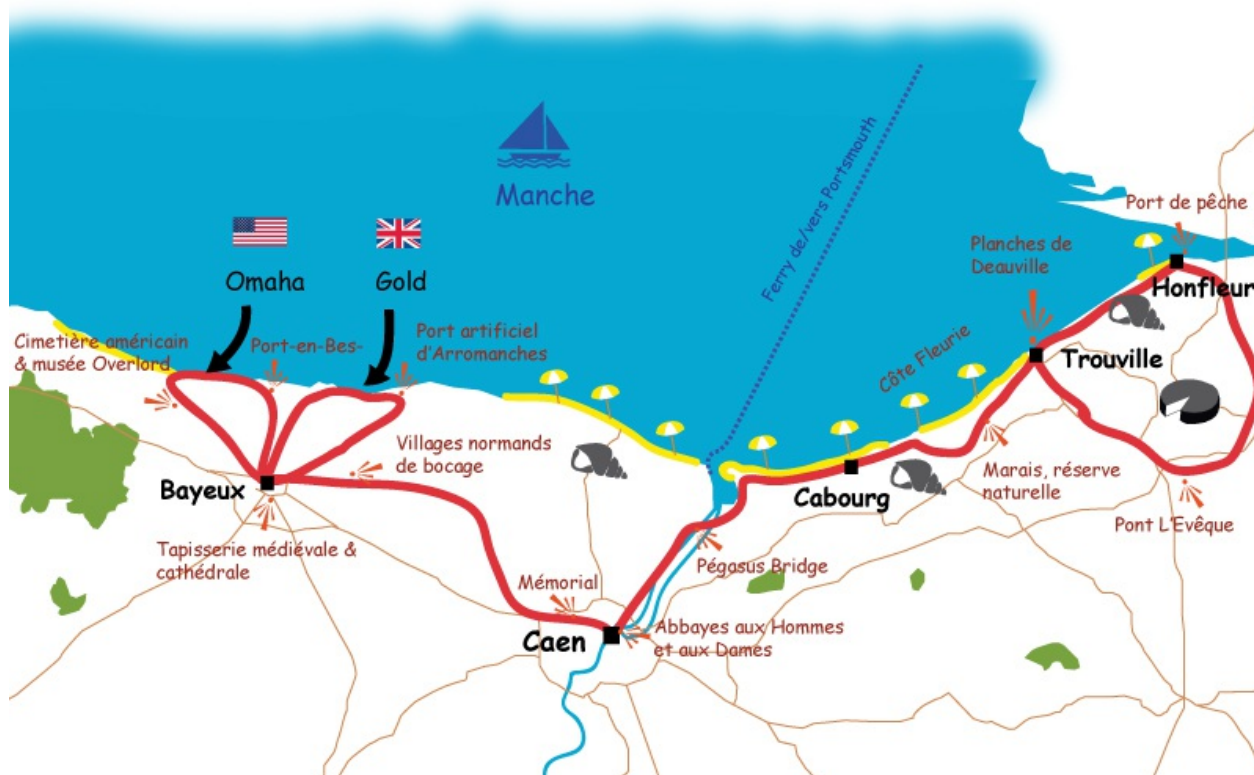 Manche
Ferry de/vers Portsmouth
Omaha
Gold
Cimetière américain
& musée Overlord
Port-en-Bes-
Port artificiel
d'Arromanches
Villages normands
de bocage
Bayeux
Tapisserie médiévale &
cathédrale
Mémorial
Caen
Abbayes aux Hommes
et aux Dames
Pégasus Bridge
Cabourg
Côte Fleurie
Marais, réserve
naturelle
Planches de
Deauville
Trouville
Port de pêche
Honfleur
Pont L'Evêque